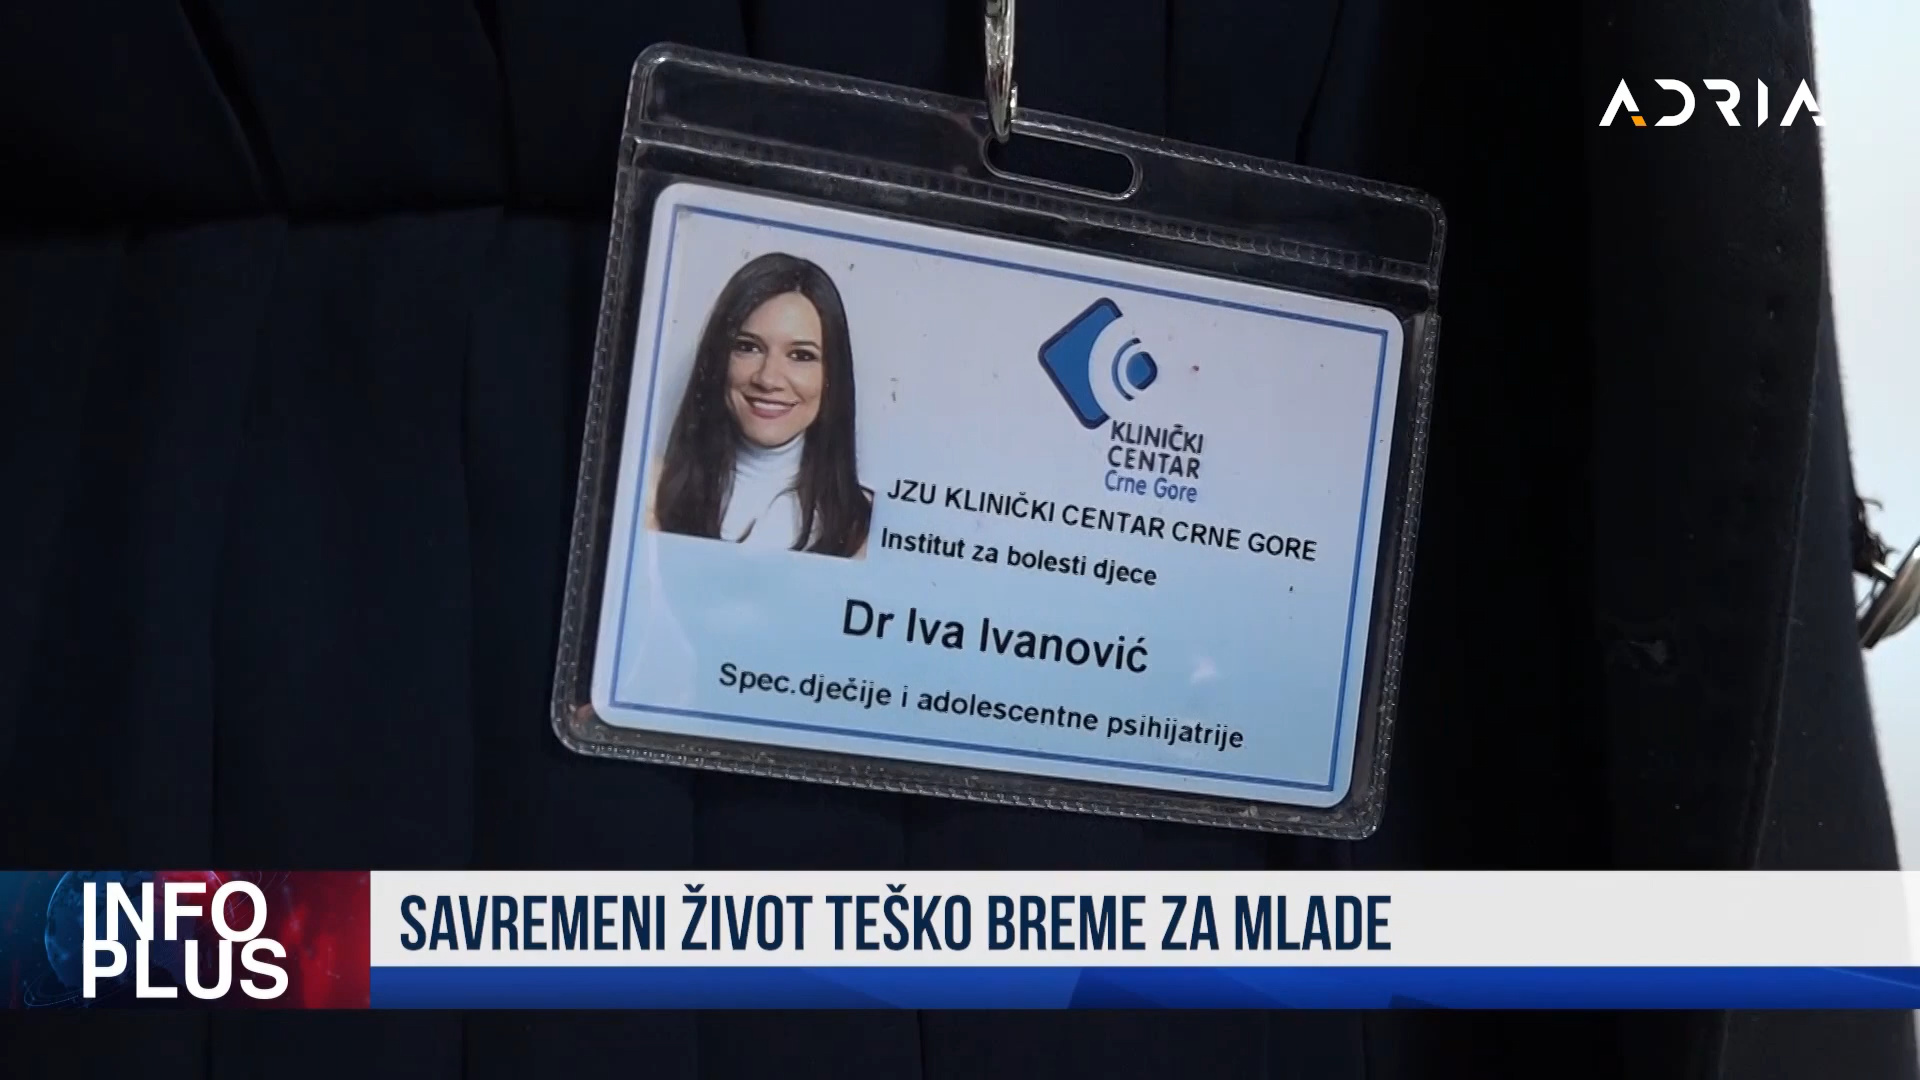 ADRIA
KLINIČKI
CENTAR
Crne Gore
JZU KLINIČKI CENTAR CRNE GORE
Institut za bolesti djece
Dr Iva Ivanović
Spec.dječije i adolescentne psihijatrije
INFO
PLUS
SAVREMENI ŽIVOT TEŠKO BREME ZA MLADE